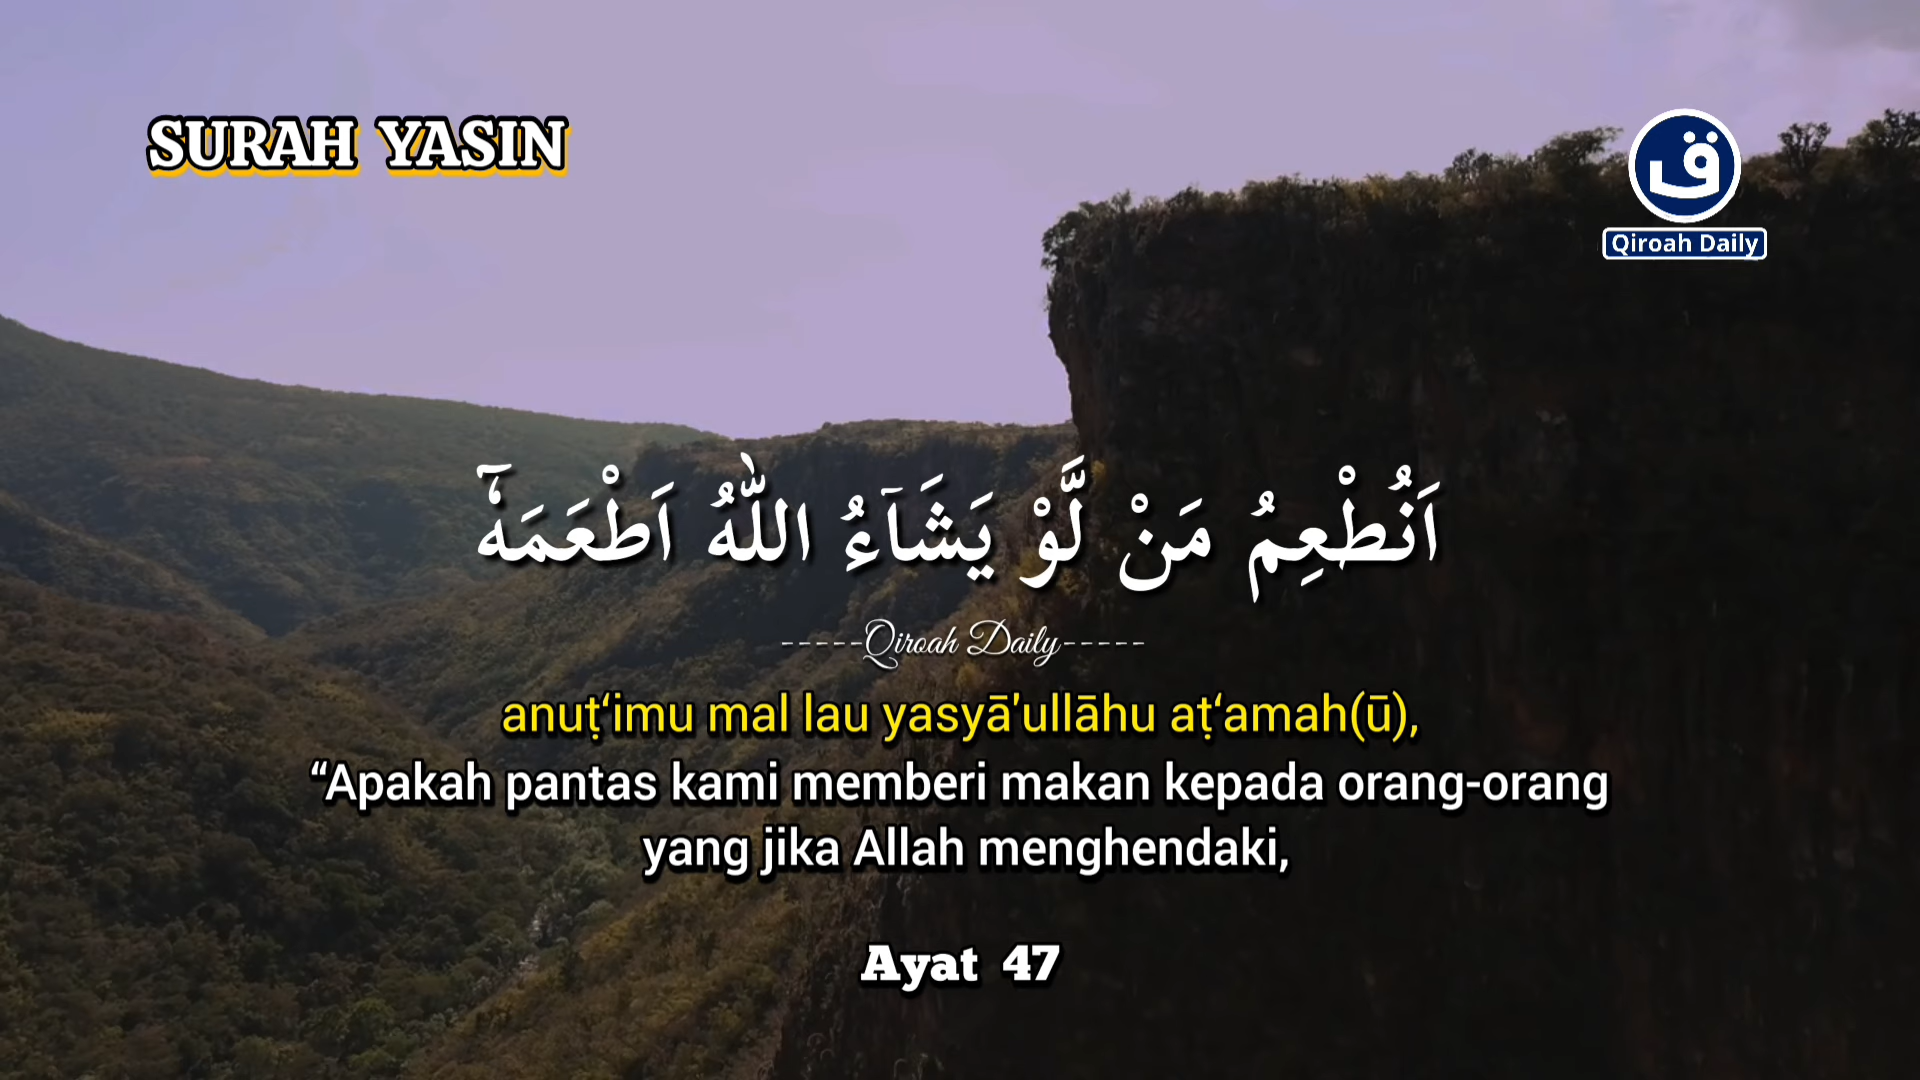 SURAH YASIN
ق
Qiroah Daily
اَنُطْعِمُ مَنْ لَّوْ يَشَاۤءُ اللّٰهُ اَطْعَمَهٗٓ
-----Qiroah Daily-----
anuṭ‘imu mal lau yasyā'ullāhu aṭ‘amah(ū),
“Apakah pantas kami memberi makan kepada orang-orang
yang jika Allah menghendaki,
Ayat 47